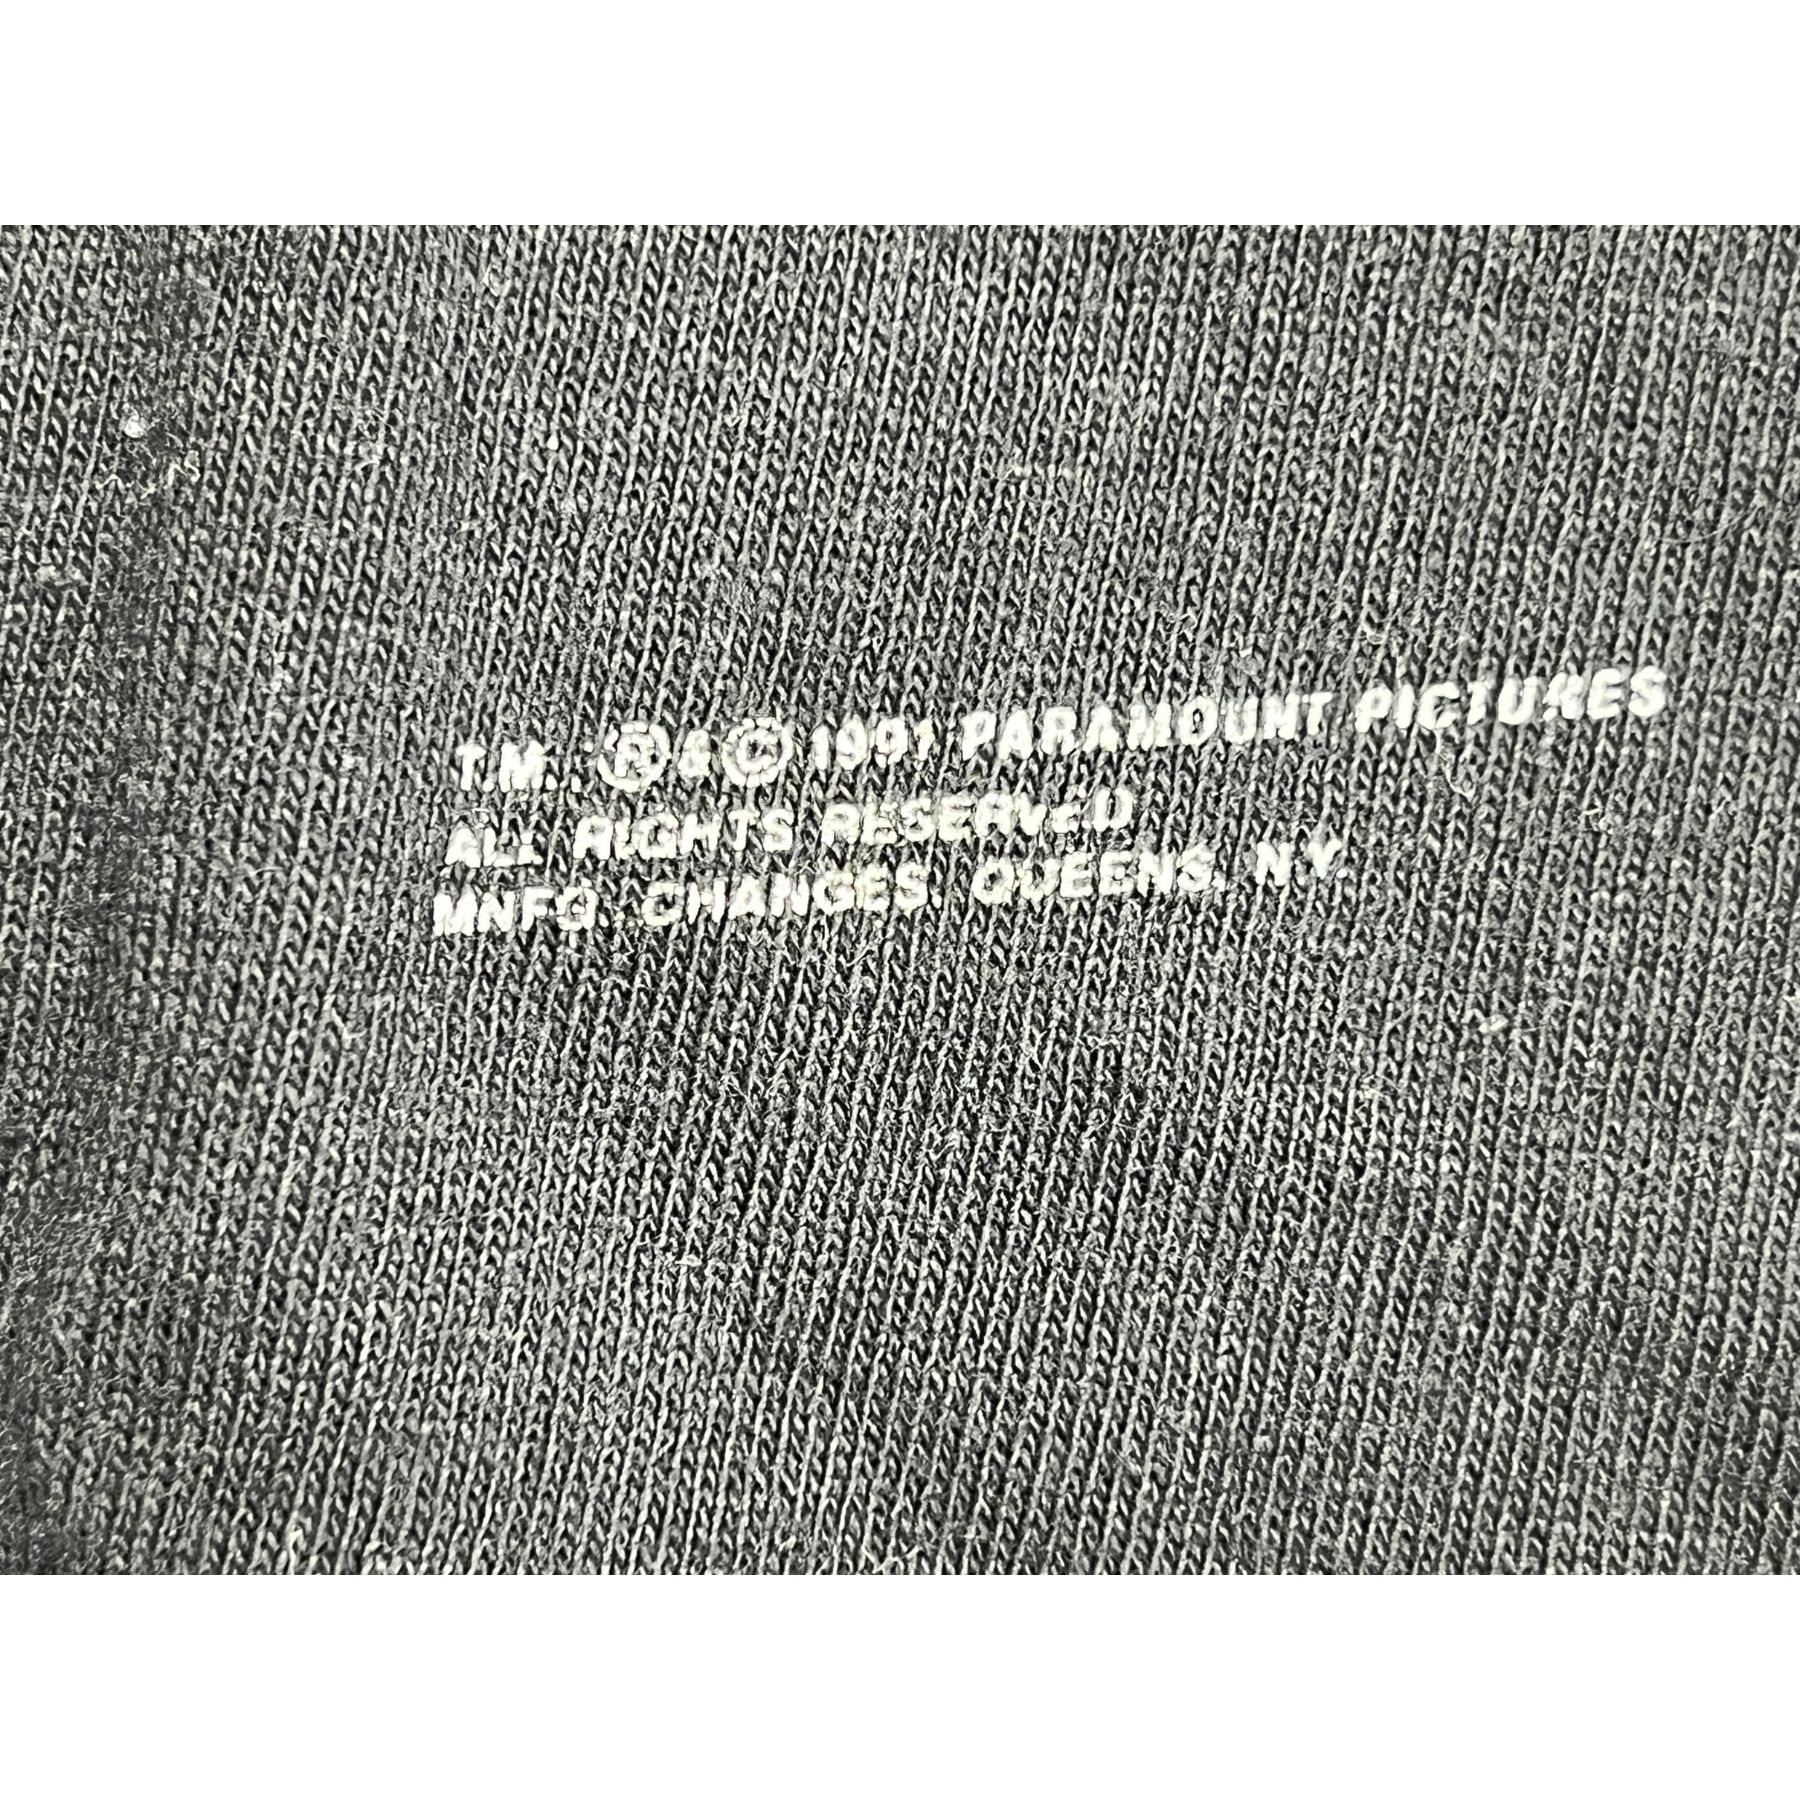 T.M., ® & © 1991 PARAMOUNT PICTURES
ALL RIGHTS RESERVED
MNFG. CHANGES. QUEENS, N.Y.